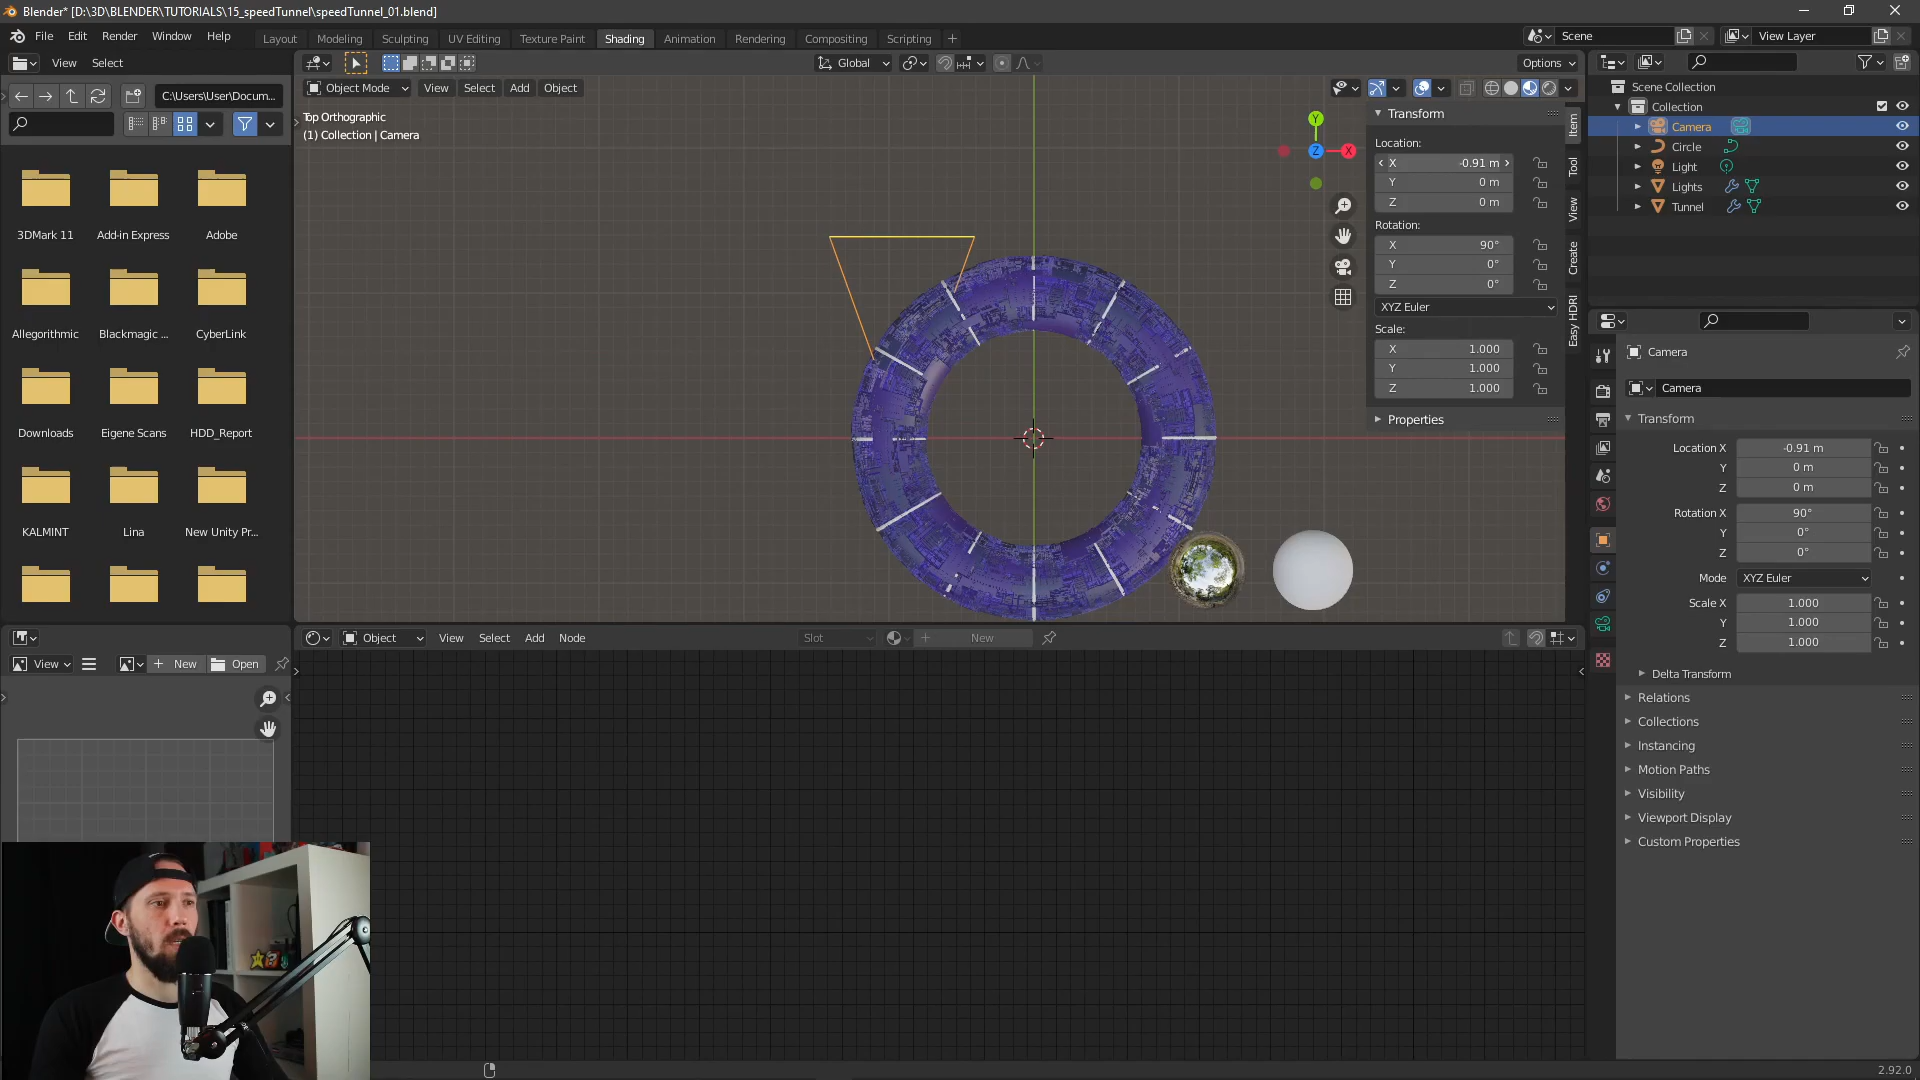 Blender* [D:\3D\BLENDER\TUTORIALS\15_speedTunnel\speedTunnel_01.blend]
File Edit Render Window Help
Layout Modeling Sculpting UV Editing Texture Paint Shading Animation Rendering Compositing Scripting
Scene View Layer
View Select
Global
Options
C:\Users\User\Docum...
Object Mode View Select Add Object
Top Orthographic
(1) Collection | Camera
3DMark 11 Add-in Express Adobe
Allegorithmic Blackmagic ... CyberLink
Downloads Eigene Scans HDD_Report
KALMINT Lina New Unity Pr...
Y
Z X
Transform
Location:
X -0.91 m
Y 0 m
Z 0 m
Rotation:
X 90°
Y 0°
Z 0°
XYZ Euler
Scale:
X 1.000
Y 1.000
Z 1.000
Properties
Item
Tool
View
Create
Easy HDRI
Scene Collection
Collection
Camera
Circle
Light
Lights
Tunnel
Camera
Camera
Transform
Location X -0.91 m
Y 0 m
Z 0 m
Rotation X 90°
Y 0°
Z 0°
Mode XYZ Euler
Scale X 1.000
Y 1.000
Z 1.000
Delta Transform
Relations
Collections
Instancing
Motion Paths
Visibility
Viewport Display
Custom Properties
Object View Select Add Node
Slot
New
View New Open
2.92.0